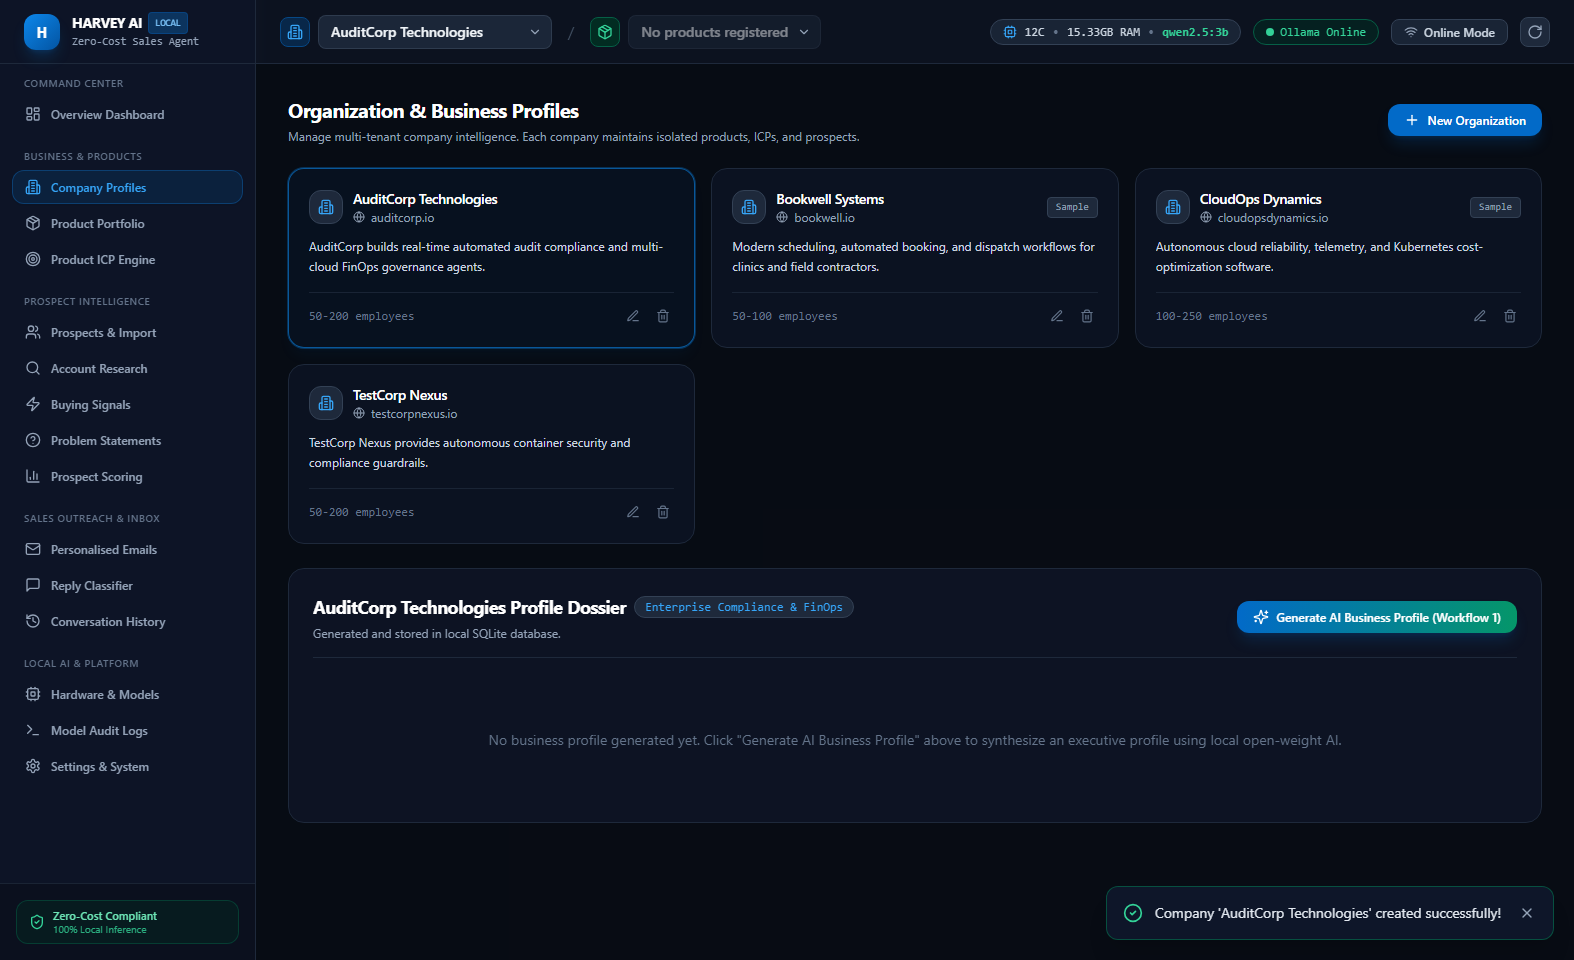 H
HARVEY AI
LOCAL
Zero-Cost Sales Agent
AuditCorp Technologies
/
No products registered
12C • 15.33GB RAM • qwen2.5:3b
Ollama Online
Online Mode
COMMAND CENTER
Overview Dashboard
BUSINESS & PRODUCTS
Company Profiles
Product Portfolio
Product ICP Engine
PROSPECT INTELLIGENCE
Prospects & Import
Account Research
Buying Signals
Problem Statements
Prospect Scoring
SALES OUTREACH & INBOX
Personalised Emails
Reply Classifier
Conversation History
LOCAL AI & PLATFORM
Hardware & Models
Model Audit Logs
Settings & System
Zero-Cost Compliant
100% Local Inference
Organization & Business Profiles
Manage multi-tenant company intelligence. Each company maintains isolated products, ICPs, and prospects.
New Organization
AuditCorp Technologies
auditcorp.io
AuditCorp builds real-time automated audit compliance and multi-
cloud FinOps governance agents.
50-200 employees
Bookwell Systems
bookwell.io
Sample
Modern scheduling, automated booking, and dispatch workflows for
clinics and field contractors.
50-100 employees
CloudOps Dynamics
cloudopsdynamics.io
Sample
Autonomous cloud reliability, telemetry, and Kubernetes cost-
optimization software.
100-250 employees
TestCorp Nexus
testcorpnexus.io
TestCorp Nexus provides autonomous container security and
compliance guardrails.
50-200 employees
AuditCorp Technologies Profile Dossier
Enterprise Compliance & FinOps
Generated and stored in local SQLite database.
Generate AI Business Profile (Workflow 1)
No business profile generated yet. Click "Generate AI Business Profile" above to synthesize an executive profile using local open-weight AI.
Company 'AuditCorp Technologies' created successfully!